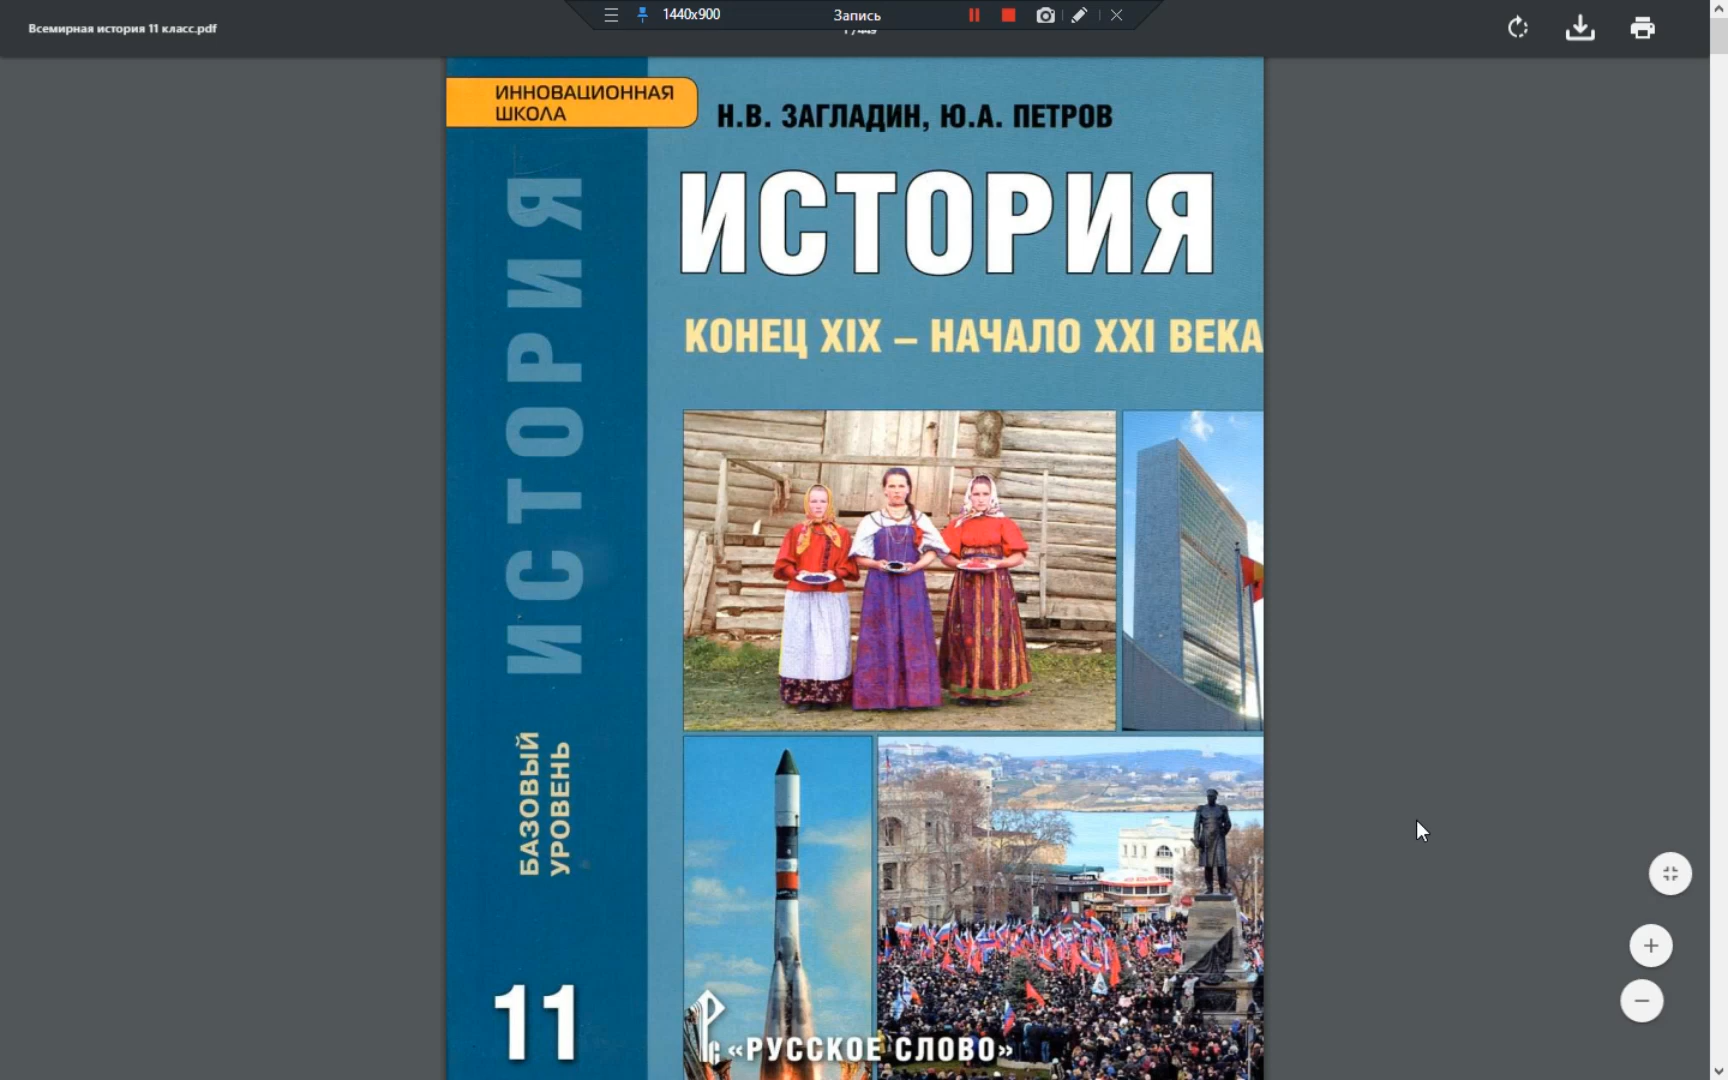 1440x900
Запись
Всемирная история 11 класс.pdf
ИННОВАЦИОННАЯ
ШКОЛА
Н.В. ЗАГЛАДИН, Ю.А. ПЕТРОВ
ИСТОРИЯ
КОНЕЦ XIX – НАЧАЛО XXI ВЕКА
ИСТОРИЯ
БАЗОВЫЙ
УРОВЕНЬ
11
«РУССКОЕ СЛОВО»